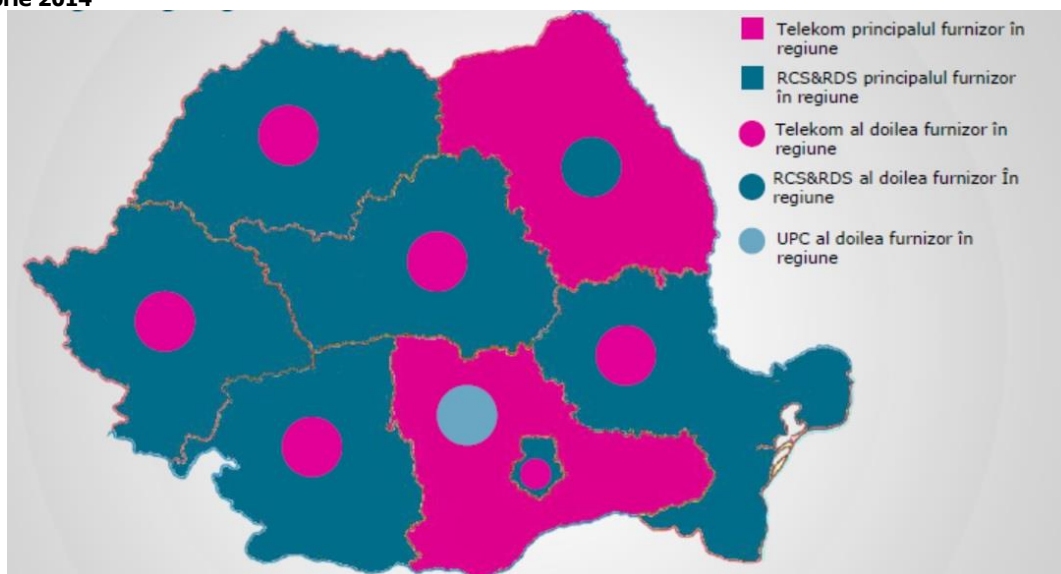 2014
Telekom principalul furnizor în
regiune
RCS&RDS principalul furnizor
în regiune
Telekom al doilea furnizor în
regiune
RCS&RDS al doilea furnizor În
regiune
UPC al doilea furnizor în
regiune